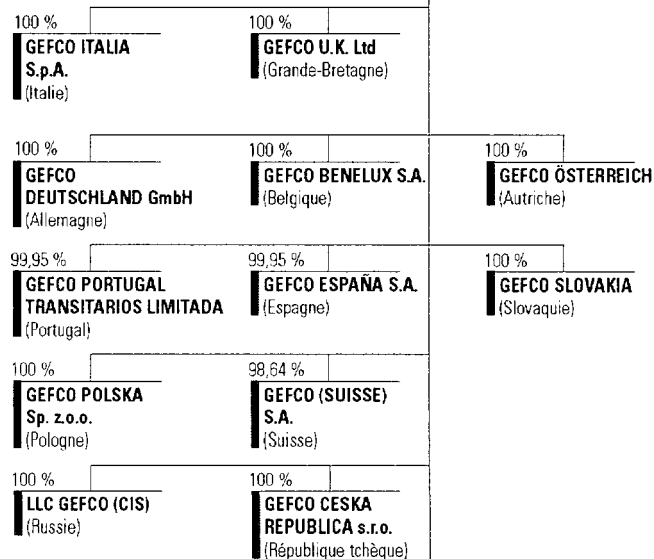 100 %
GEFCO ITALIA
S.p.A.
(Italie)
100 %
GEFCO U.K. Ltd
(Grande-Bretagne)
100 %
GEFCO
DEUTSCHLAND GmbH
(Allemagne)
100 %
GEFCO BENELUX S.A.
(Belgique)
100 %
GEFCO ÖSTERREICH
(Autriche)
99,95 %
GEFCO PORTUGAL
TRANSITARIOS LIMITADA
(Portugal)
99,95 %
GEFCO ESPAÑA S.A.
(Espagne)
100 %
GEFCO SLOVAKIA
(Slovaquie)
100 %
GEFCO POLSKA
Sp. z.o.o.
(Pologne)
98,64 %
GEFCO (SUISSE)
S.A.
(Suisse)
100 %
LLC GEFCO (CIS)
(Russie)
100 %
GEFCO CESKA
REPUBLICA s.r.o.
(République tchèque)